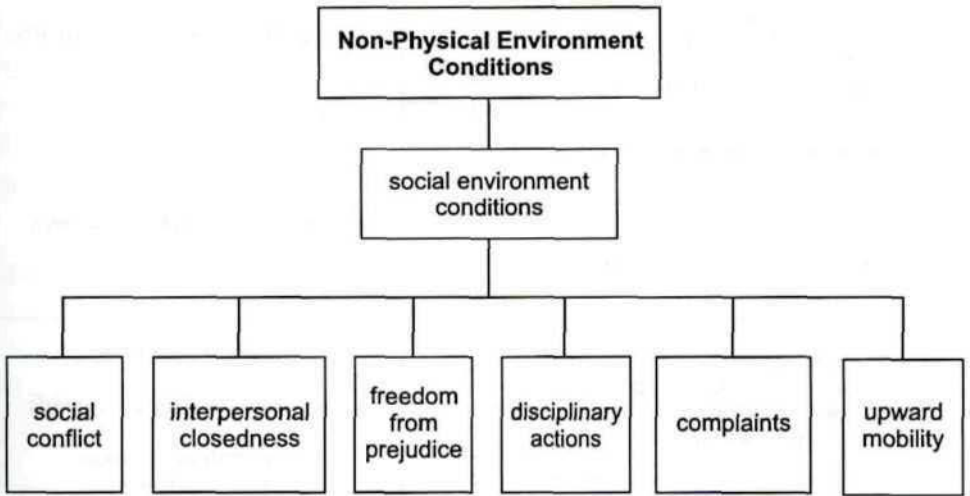 Non-Physical Environment
Conditions
social environment
conditions
social
conflict
interpersonal
closedness
freedom
from
prejudice
disciplinary
actions
complaints
upward
mobility